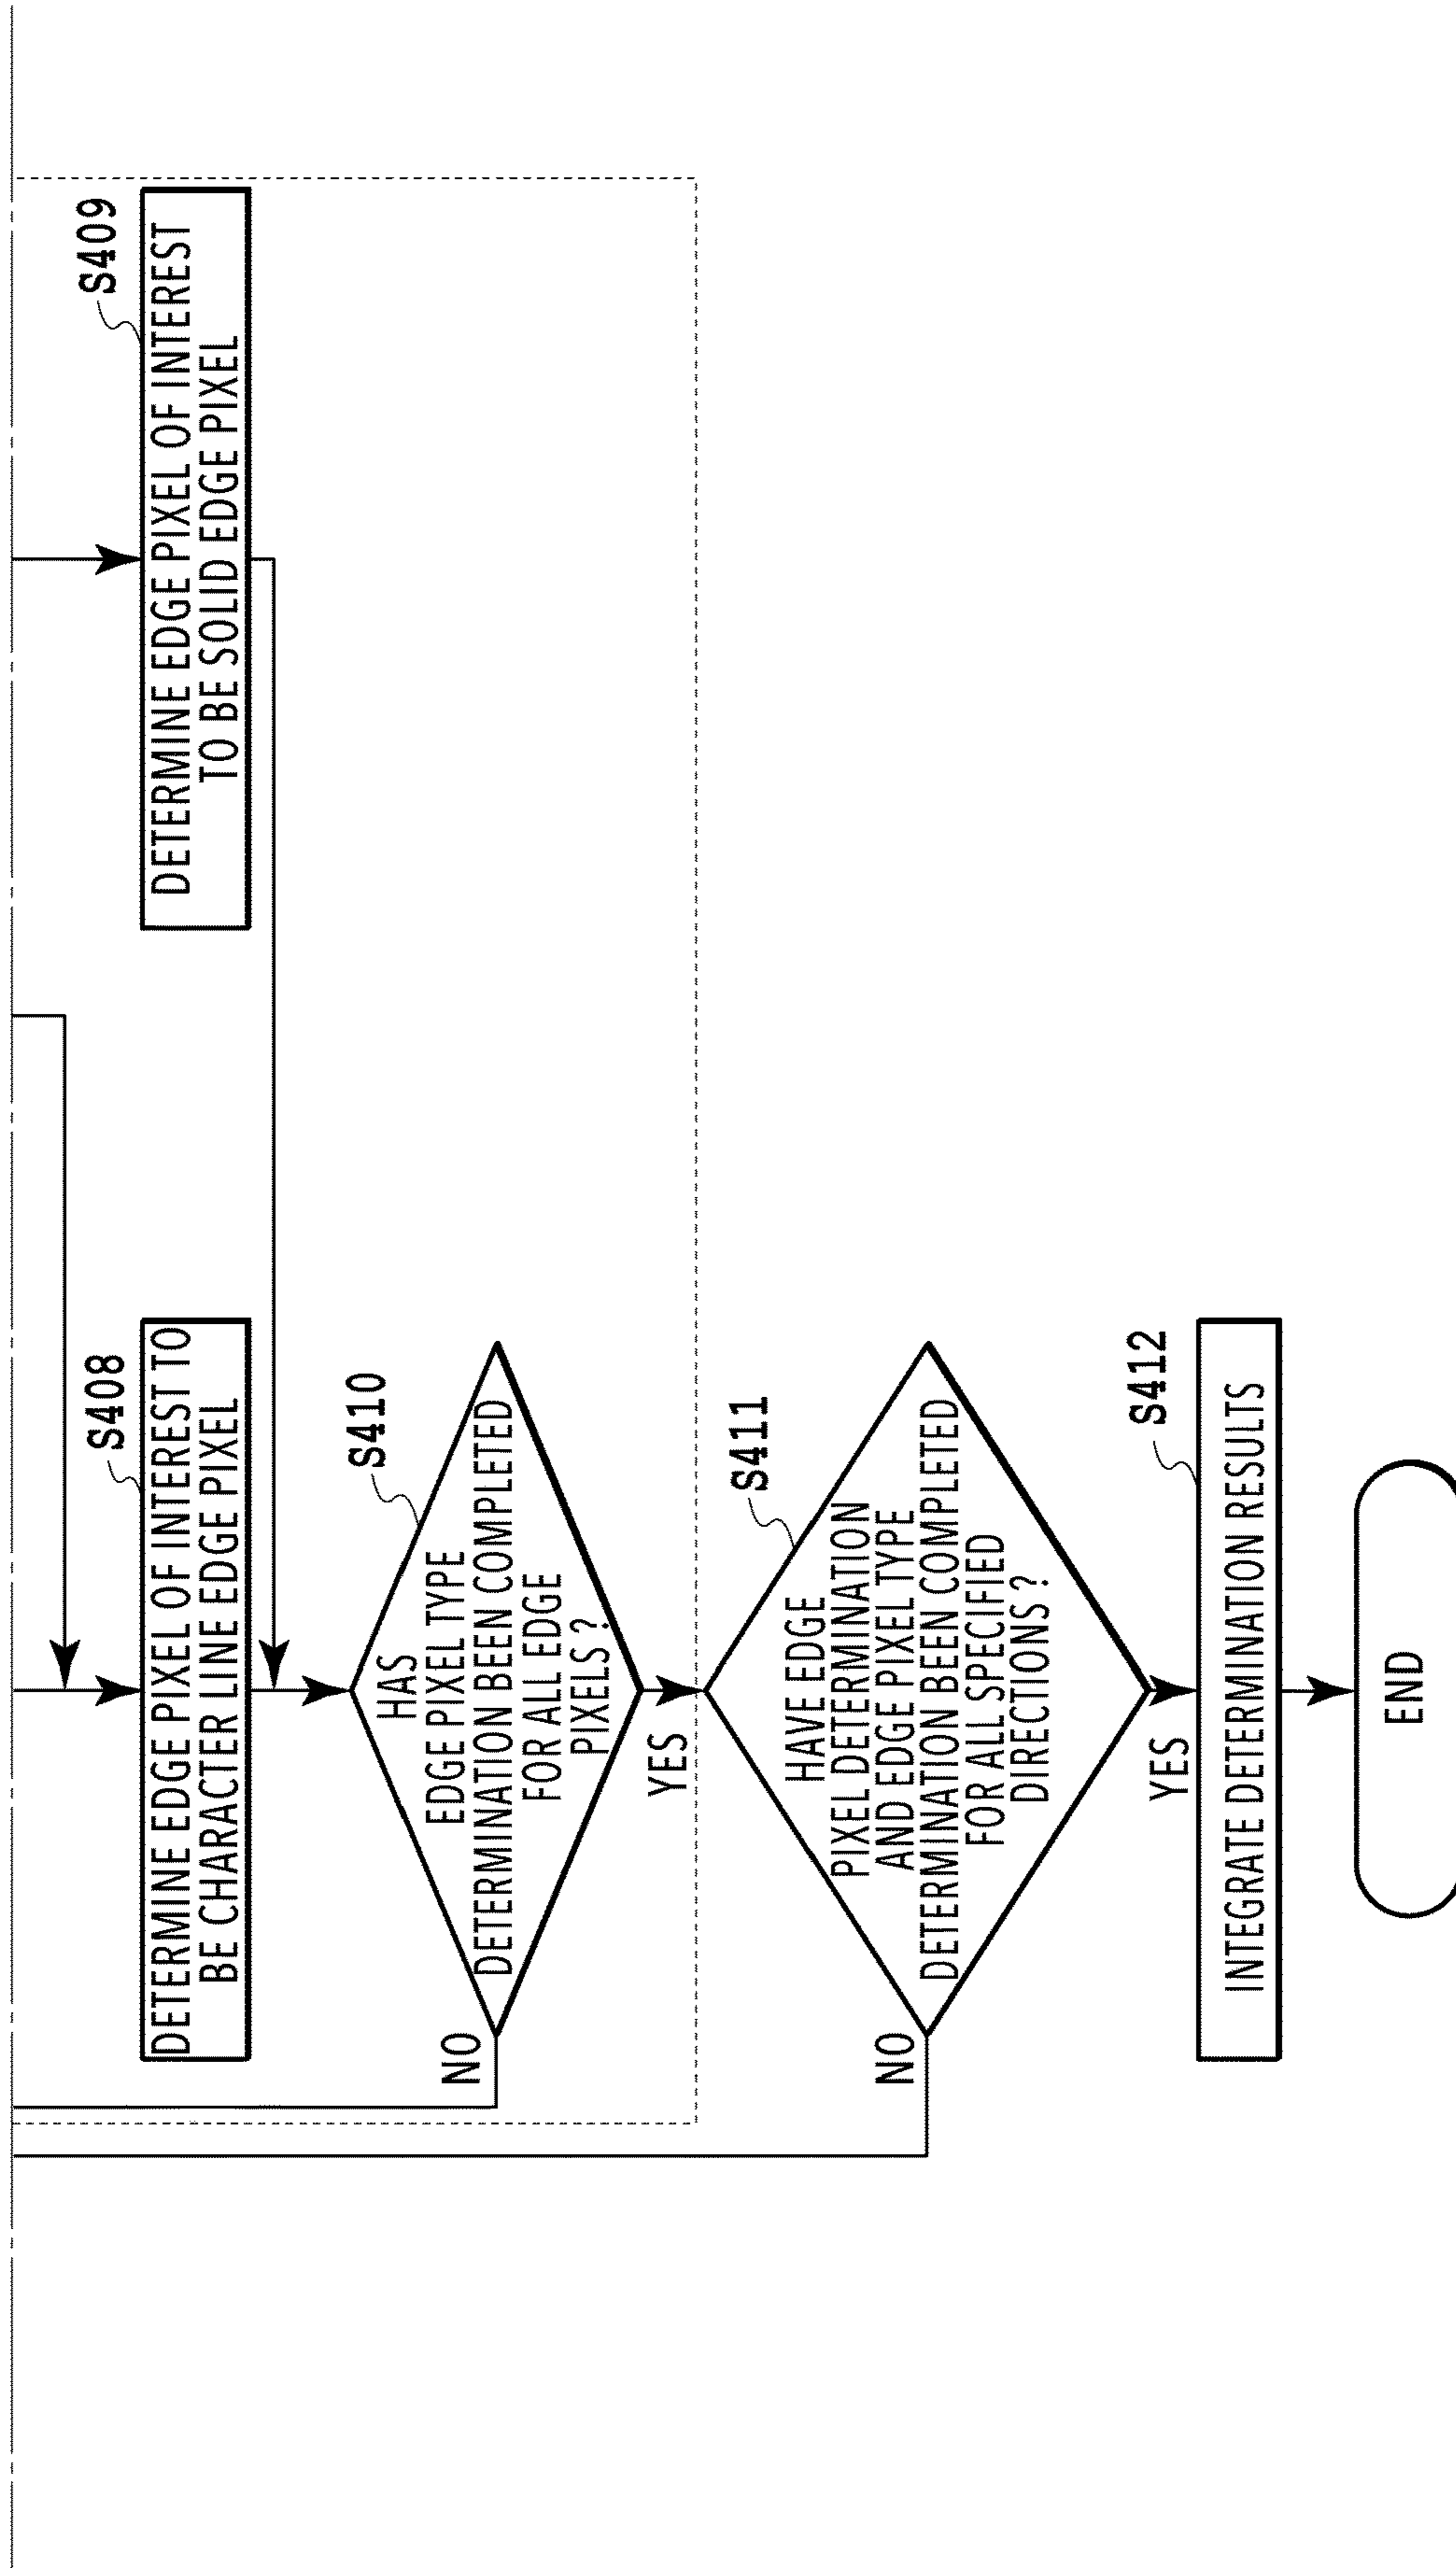 S408
DETERMINE EDGE PIXEL OF INTEREST TO
BE CHARACTER LINE EDGE PIXEL
S409
DETERMINE EDGE PIXEL OF INTEREST
TO BE SOLID EDGE PIXEL
S410
HAS
EDGE PIXEL TYPE
DETERMINATION BEEN COMPLETED
FOR ALL EDGE
PIXELS ?
NO
YES
S411
HAVE EDGE
PIXEL DETERMINATION
AND EDGE PIXEL TYPE
DETERMINATION BEEN COMPLETED
FOR ALL SPECIFIED
DIRECTIONS ?
NO
YES
S412
INTEGRATE DETERMINATION RESULTS
END